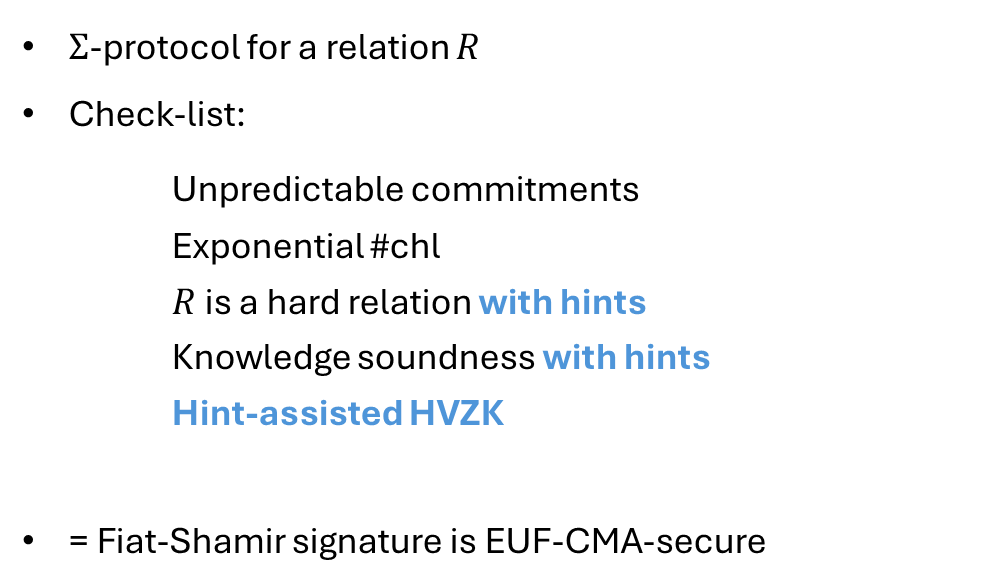 • Σ-protocol for a relation R
• Check-list:
Unpredictable commitments
Exponential #chl
R is a hard relation with hints
Knowledge soundness with hints
Hint-assisted HVZK
• = Fiat-Shamir signature is EUF-CMA-secure